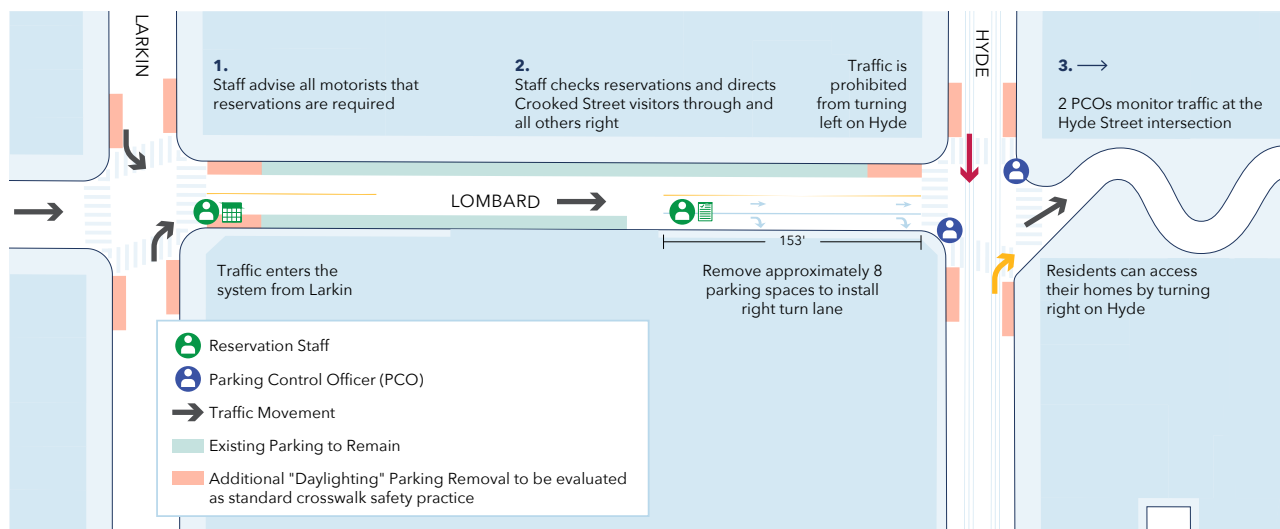 LARKIN
HYDE
1.
Staff advise all motorists that
reservations are required
2.
Staff checks reservations and directs
Crooked Street visitors through and
all others right
Traffic is
prohibited
from turning
left on Hyde
3.
2 PCOs monitor traffic at the
Hyde Street intersection
LOMBARD
153'
Traffic enters the
system from Larkin
Remove approximately 8
parking spaces to install
right turn lane
Residents can access
their homes by turning
right on Hyde
Reservation Staff
Parking Control Officer (PCO)
Traffic Movement
Existing Parking to Remain
Additional "Daylighting" Parking Removal to be evaluated
as standard crosswalk safety practice